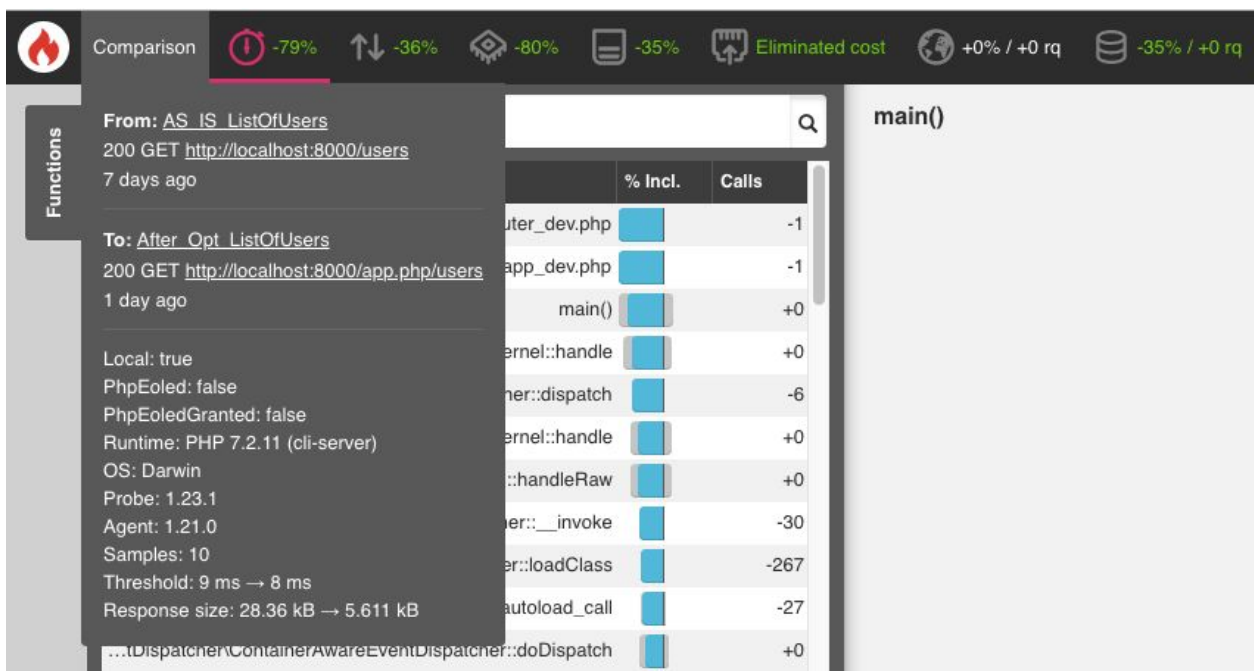 Comparison -79% -36% -80% -35% Eliminated cost +0% / +0 rq -35% / +0 rq
Functions
From: AS_IS_ListOfUsers
200 GET http://localhost:8000/users
7 days ago
To: After_Opt_ListOfUsers
200 GET http://localhost:8000/app.php/users
1 day ago
Local: true
PhpEoled: false
PhpEoledGranted: false
Runtime: PHP 7.2.11 (cli-server)
OS: Darwin
Probe: 1.23.1
Agent: 1.21.0
Samples: 10
Threshold: 9 ms → 8 ms
Response size: 28.36 kB → 5.611 kB
% Incl. Calls
uter_dev.php -1
app_dev.php -1
main() +0
ernel::handle +0
her::dispatch -6
ernel::handle +0
::handleRaw +0
er::__invoke -30
er::loadClass -267
autoload_call -27
…tDispatcher\ContainerAwareEventDispatcher::doDispatch +0
main()